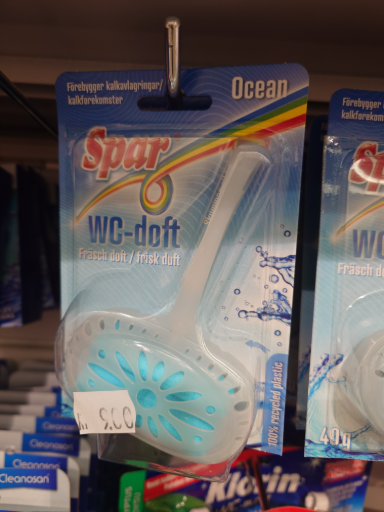 Förebygger kalkavlagringar/
kalkforekomster
Ocean
Spar
WC-doft
Fräsch doft / frisk duft
100% recycled plastic
Förebygger
kalkforekom
WC
Fräsch do
40g
Klorin
Cleanosan
Cleanosan
Cleanosan